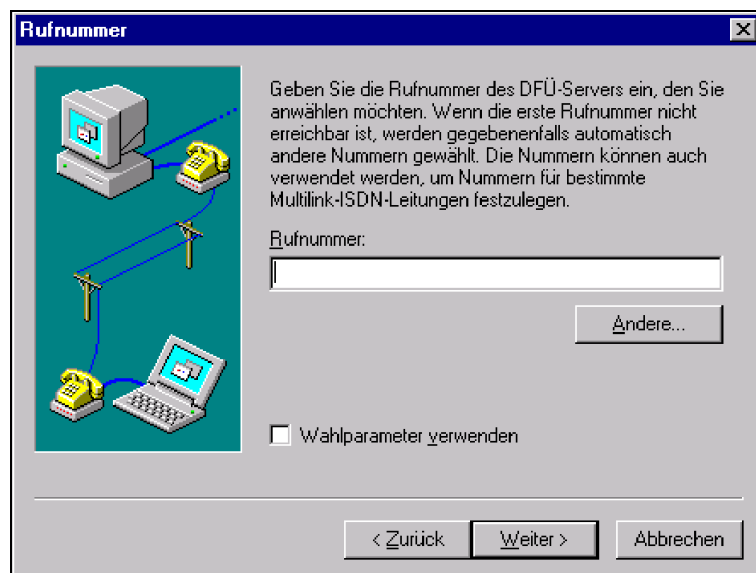 Rufnummer
Geben Sie die Rufnummer des DFÜ-Servers ein, den Sie
anwählen möchten. Wenn die erste Rufnummer nicht
erreichbar ist, werden gegebenenfalls automatisch
andere Nummern gewählt. Die Nummern können auch
verwendet werden, um Nummern für bestimmte
Multilink-ISDN-Leitungen festzulegen.
Rufnummer:
Andere...
Wahlparameter verwenden
< Zurück
Weiter >
Abbrechen